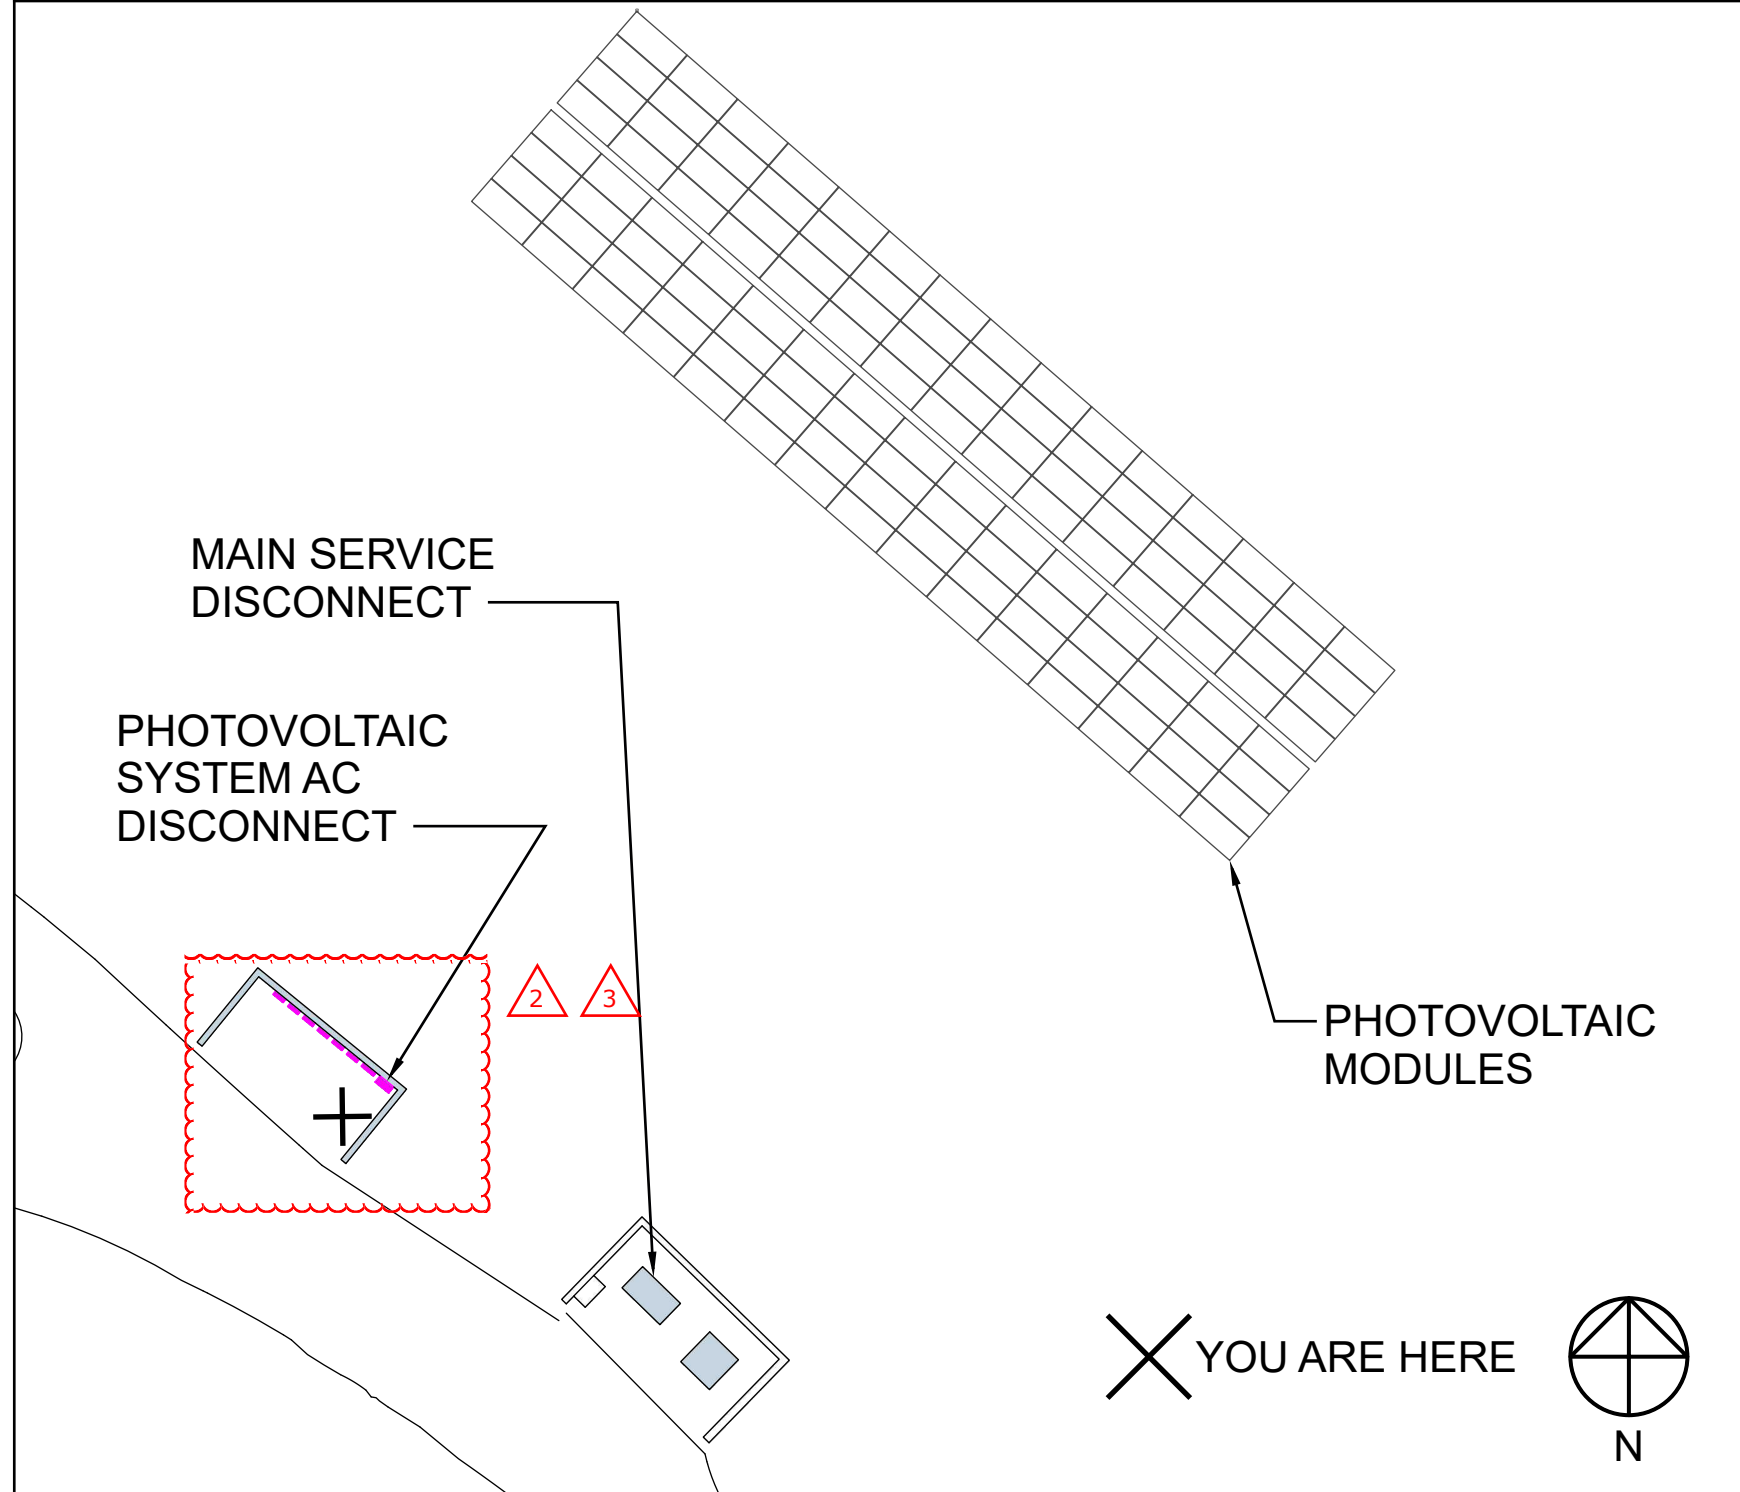 MAIN SERVICE
DISCONNECT
PHOTOVOLTAIC
SYSTEM AC
DISCONNECT
2
3
PHOTOVOLTAIC
MODULES
YOU ARE HERE
N